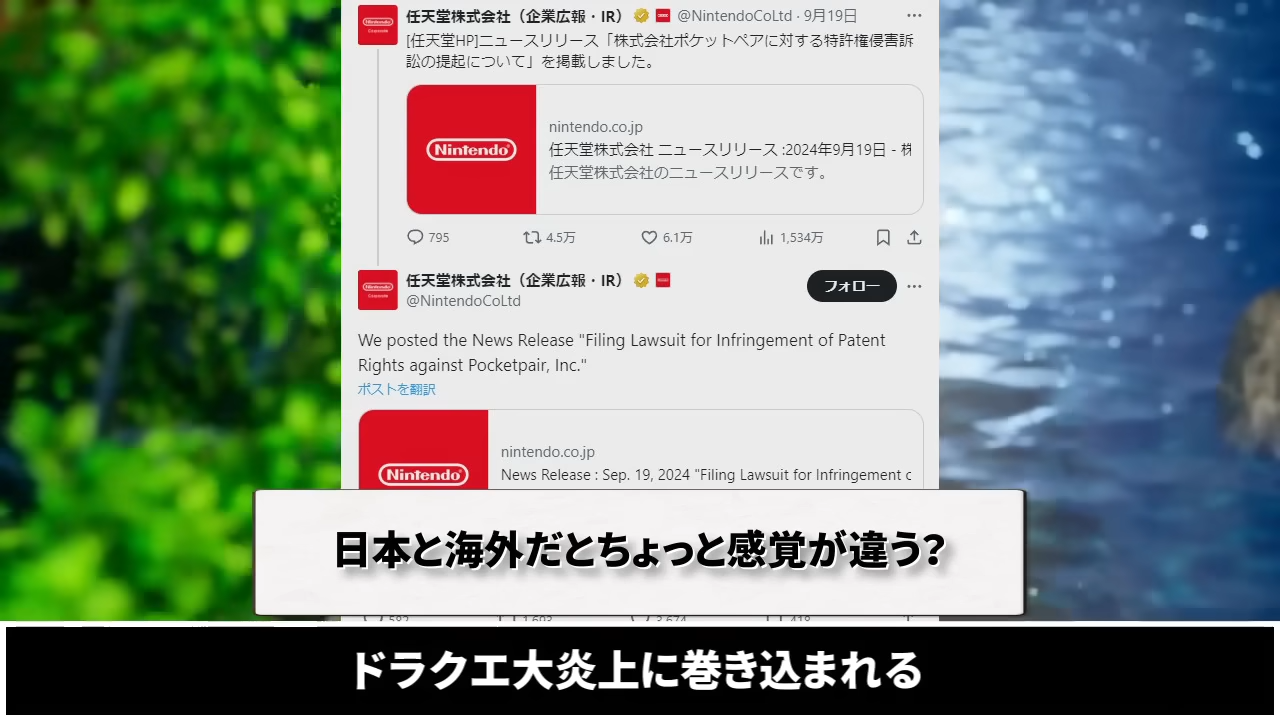 任天堂株式会社（企業広報・IR） @NintendoCoLtd · 9月19日
[任天堂HP]ニュースリリース「株式会社ポケットペアに対する特許権侵害訴
訟の提起について」を掲載しました。
Nintendo
nintendo.co.jp
任天堂株式会社 ニュースリリース :2024年9月19日 - 株
任天堂株式会社のニュースリリースです。
795 4.5万 6.1万 1,534万
任天堂株式会社（企業広報・IR）
@NintendoCoLtd
フォロー
We posted the News Release "Filing Lawsuit for Infringement of Patent
Rights against Pocketpair, Inc."
ポストを翻訳
Nintendo
nintendo.co.jp
News Release : Sep. 19, 2024 "Filing Lawsuit for Infringement o
日本と海外だとちょっと感覚が違う？
ドラクエ大炎上に巻き込まれる